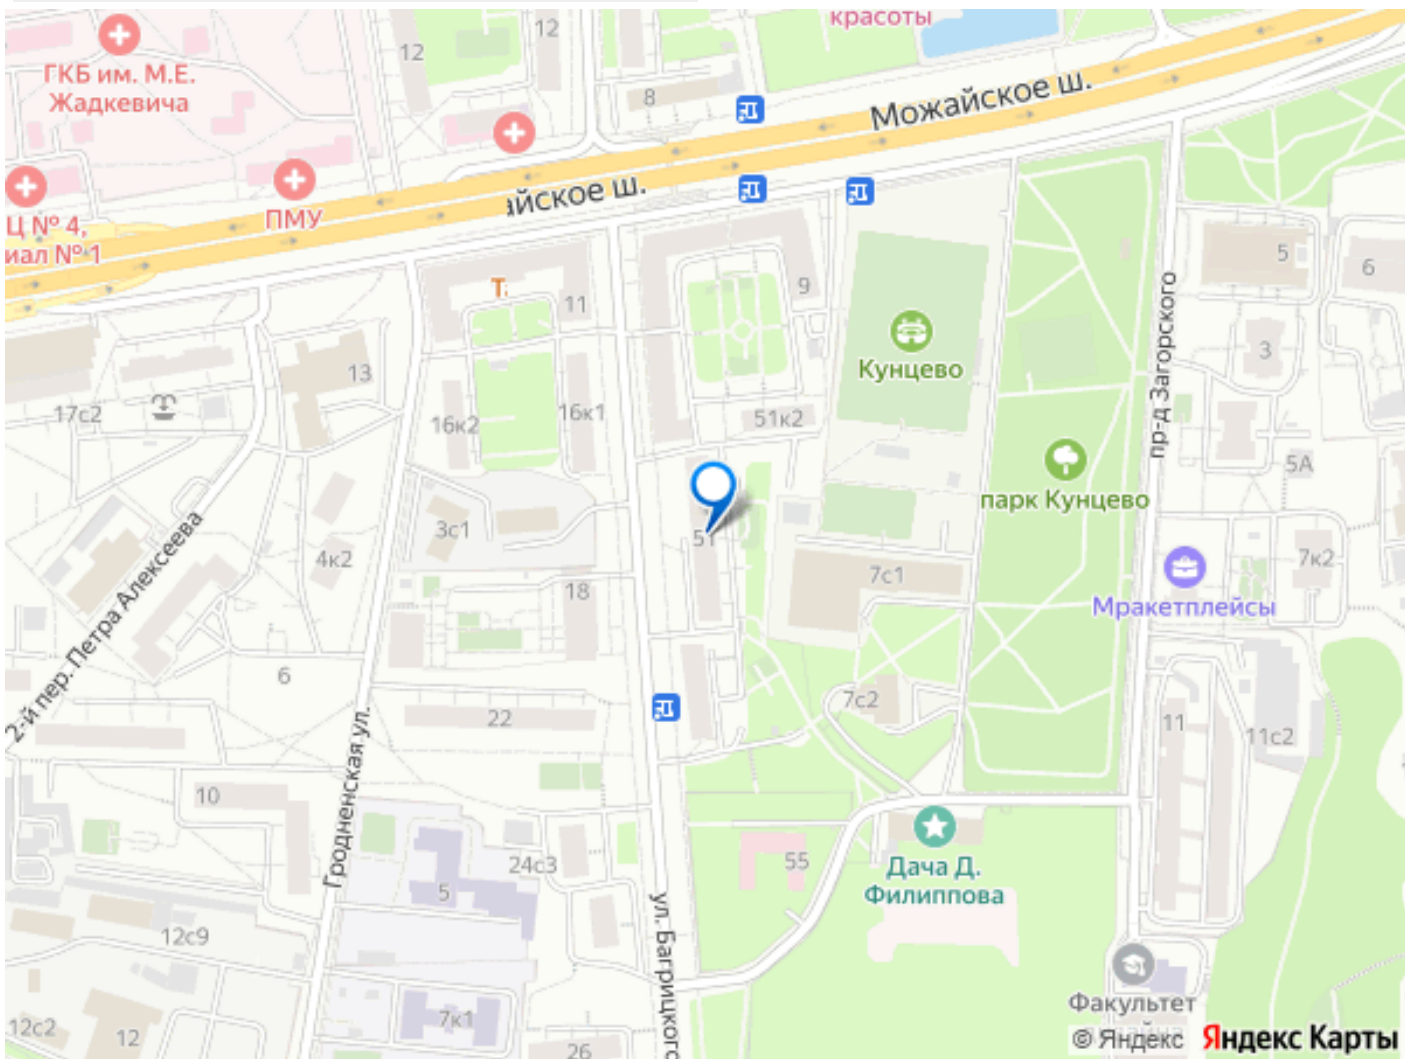 красоты
12
12
ГКБ им. М.Е.
Жадкевича
8
Можайское ш.
айское ш.
ПМУ
Ц № 4,
иал № 1
5
6
9
11
Кунцево
3
13
17с2
16к2
16к1
51к2
пр-д Загорского
5А
парк Кунцево
2-й пер. Петра Алексеева
3с1
51
4к2
7с1
7к2
Мракетплейсы
18
6
7с2
22
11
11с2
Гродненская ул.
10
Дача Д.
Филиппова
55
24с3
5
ул. Багрицкого
12с9
Факультет
7к1
12с2
12
26
© Яндекс Яндекс Карты